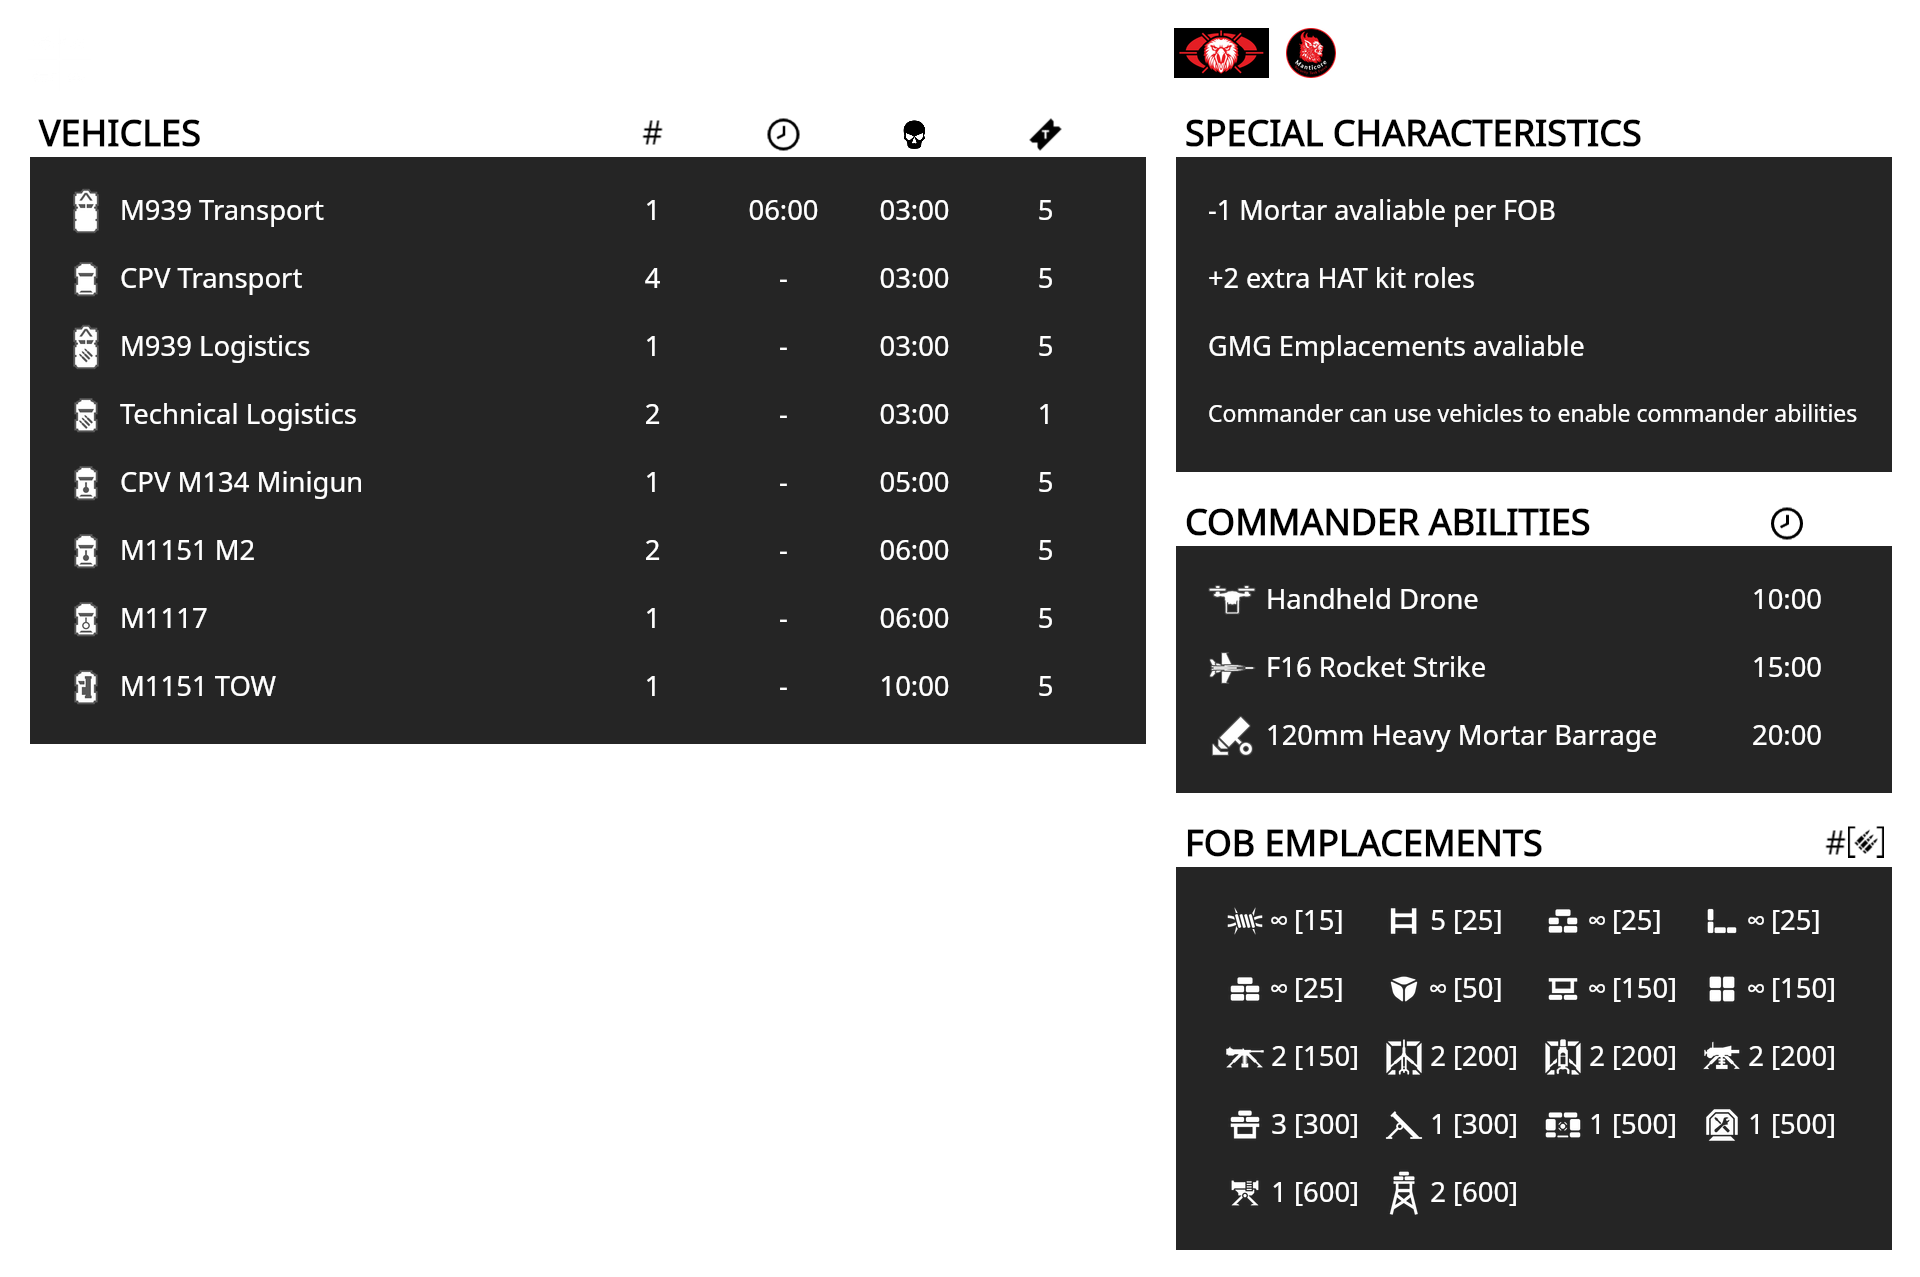 Manticore
VEHICLES #
M939 Transport 1 06:00 03:00 5
CPV Transport 4 - 03:00 5
M939 Logistics 1 - 03:00 5
Technical Logistics 2 - 03:00 1
CPV M134 Minigun 1 - 05:00 5
M1151 M2 2 - 06:00 5
M1117 1 - 06:00 5
M1151 TOW 1 - 10:00 5
SPECIAL CHARACTERISTICS
-1 Mortar avaliable per FOB
+2 extra HAT kit roles
GMG Emplacements avaliable
Commander can use vehicles to enable commander abilities
COMMANDER ABILITIES
Handheld Drone 10:00
F16 Rocket Strike 15:00
120mm Heavy Mortar Barrage 20:00
FOB EMPLACEMENTS #[]
∞ [15] 5 [25] ∞ [25] ∞ [25]
∞ [25] ∞ [50] ∞ [150] ∞ [150]
2 [150] 2 [200] 2 [200] 2 [200]
3 [300] 1 [300] 1 [500] 1 [500]
1 [600] 2 [600]